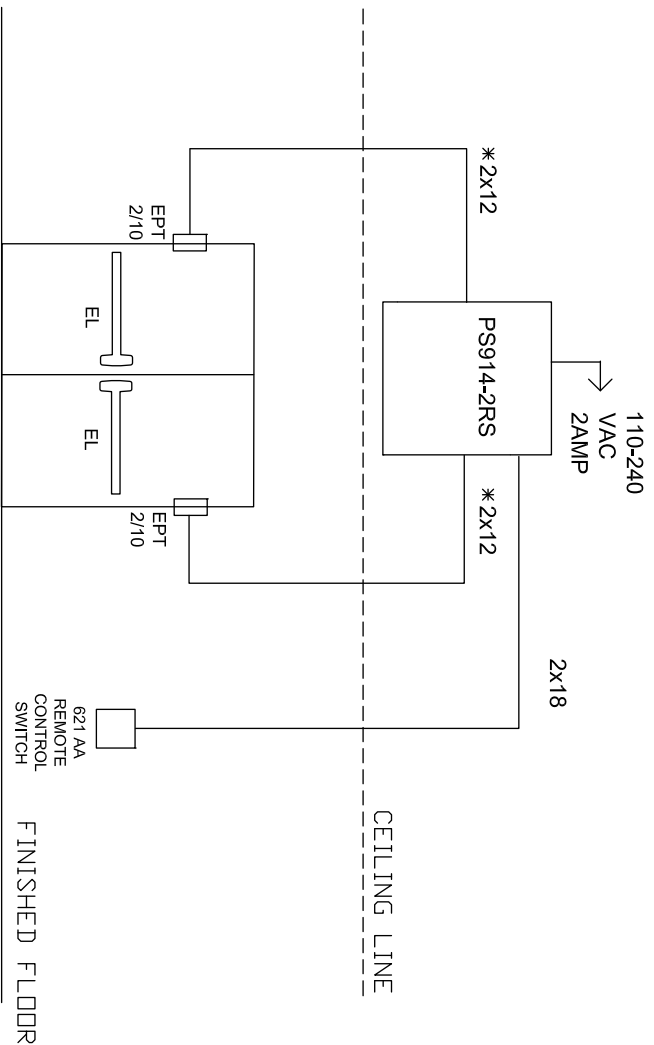 110-240
VAC
2AMP
* 2x12
PS914-2RS
* 2x12
2x18
CEILING LINE
EPT
2/10
EL
EL
EPT
2/10
621 AA
REMOTE
CONTROL
SWITCH
FINISHED FLOOR